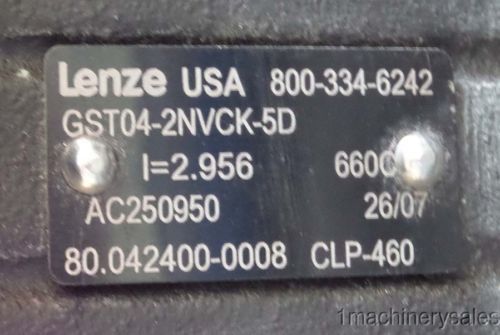 Lenze USA 800-334-6242
GST04-2NVCK-5D
I=2.956
AC250950 26/07
80.042400-0008 CLP-460
1machinerysales